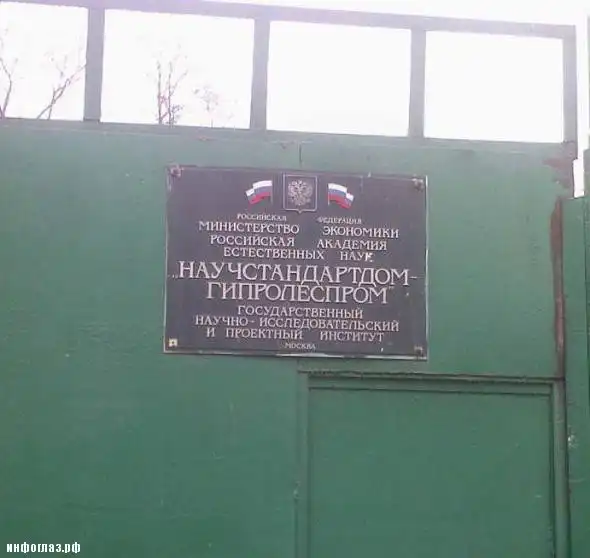 РОССИЙСКАЯ ФЕДЕРАЦИЯ
МИНИСТЕРСТВО ЭКОНОМИКИ
РОССИЙСКАЯ АКАДЕМИЯ
ЕСТЕСТВЕННЫХ НАУК
„НАУЧСТАНДАРТДОМ-
ГИПРОЛЕСПРОМ"
ГОСУДАРСТВЕННЫЙ
НАУЧНО-ИССЛЕДОВАТЕЛЬСКИЙ
И ПРОЕКТНЫЙ ИНСТИТУТ
МОСКВА
инфоглаз.рф